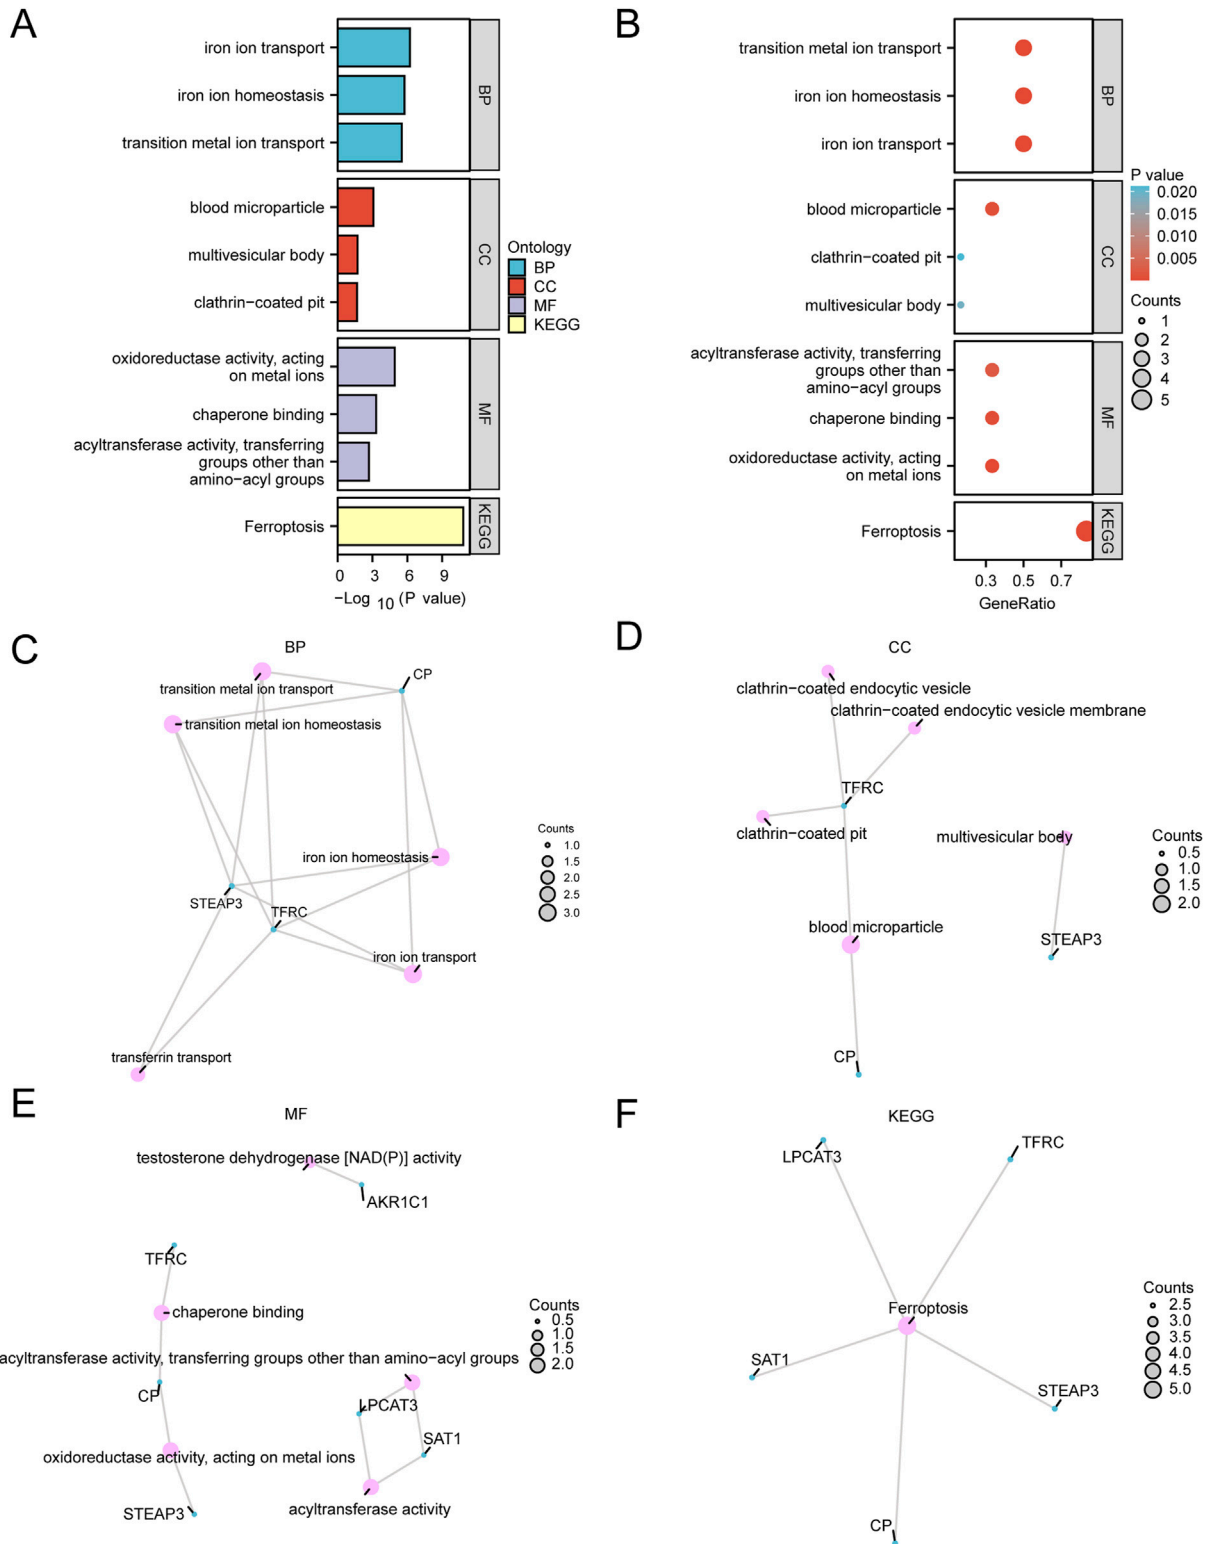 A
iron ion transport
iron ion homeostasis
transition metal ion transport
BP
blood microparticle
multivesicular body
clathrin−coated pit
CC
oxidoreductase activity, acting
on metal ions
chaperone binding
acyltransferase activity, transferring
groups other than
amino−acyl groups
MF
Ferroptosis
KEGG
0 3 6 9
−Log 10 (P value)
Ontology
BP
CC
MF
KEGG
B
transition metal ion transport
iron ion homeostasis
iron ion transport
BP
blood microparticle
clathrin−coated pit
multivesicular body
CC
acyltransferase activity, transferring
groups other than
amino−acyl groups
chaperone binding
oxidoreductase activity, acting
on metal ions
MF
Ferroptosis
KEGG
0.3 0.5 0.7
GeneRatio
P value
0.020
0.015
0.010
0.005
Counts
1
2
3
4
5
C
BP
CP
transition metal ion transport
transition metal ion homeostasis
iron ion homeostasis
STEAP3
TFRC
iron ion transport
transferrin transport
Counts
1.0
1.5
2.0
2.5
3.0
D
CC
clathrin−coated endocytic vesicle
clathrin−coated endocytic vesicle membrane
TFRC
clathrin−coated pit
multivesicular body
blood microparticle
STEAP3
CP
Counts
0.5
1.0
1.5
2.0
E
MF
testosterone dehydrogenase [NAD(P)] activity
AKR1C1
TFRC
chaperone binding
acyltransferase activity, transferring groups other than amino−acyl groups
CP
LPCAT3
SAT1
oxidoreductase activity, acting on metal ions
STEAP3
acyltransferase activity
Counts
0.5
1.0
1.5
2.0
F
KEGG
LPCAT3
TFRC
Ferroptosis
SAT1
STEAP3
CP
Counts
2.5
3.0
3.5
4.0
4.5
5.0